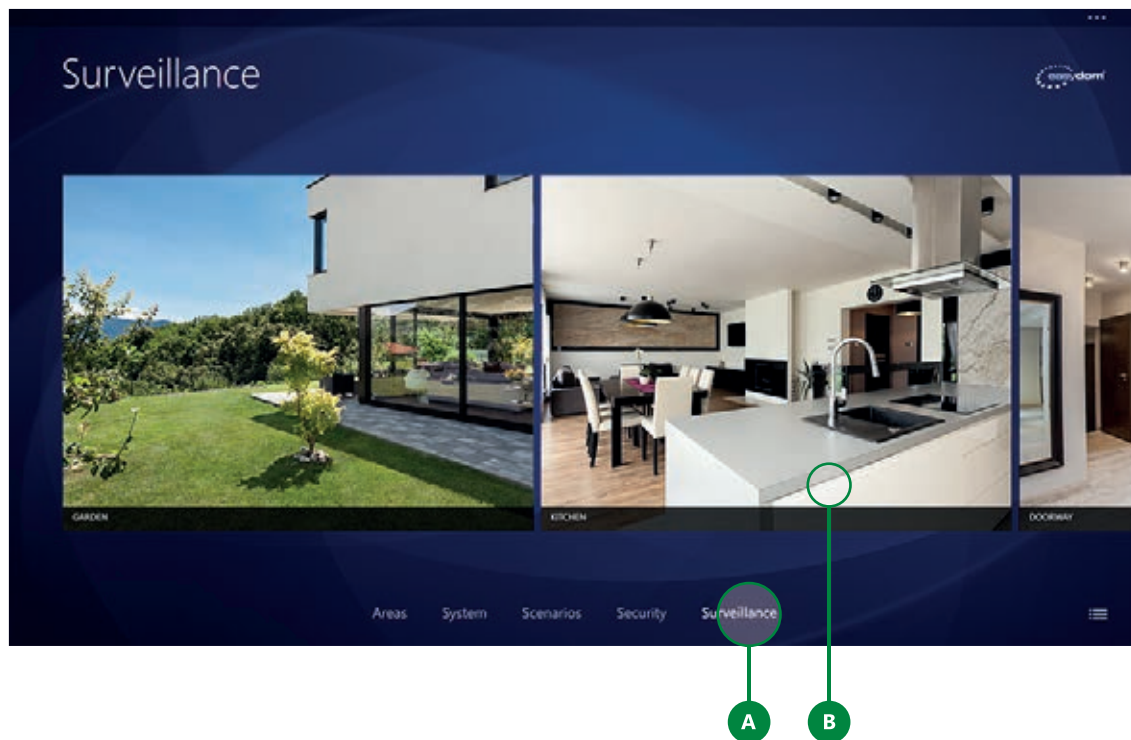 Surveillance
easydom
GARDEN
KITCHEN
DOORWAY
Areas System Scenarios Security Surveillance
A B